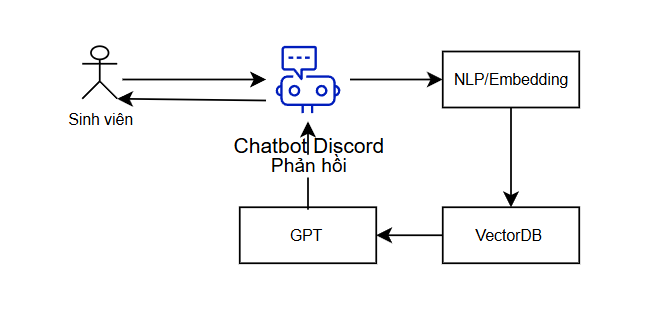 NLP/Embedding
Sinh viên
Chatbot Discord
Phản hồi
GPT
VectorDB